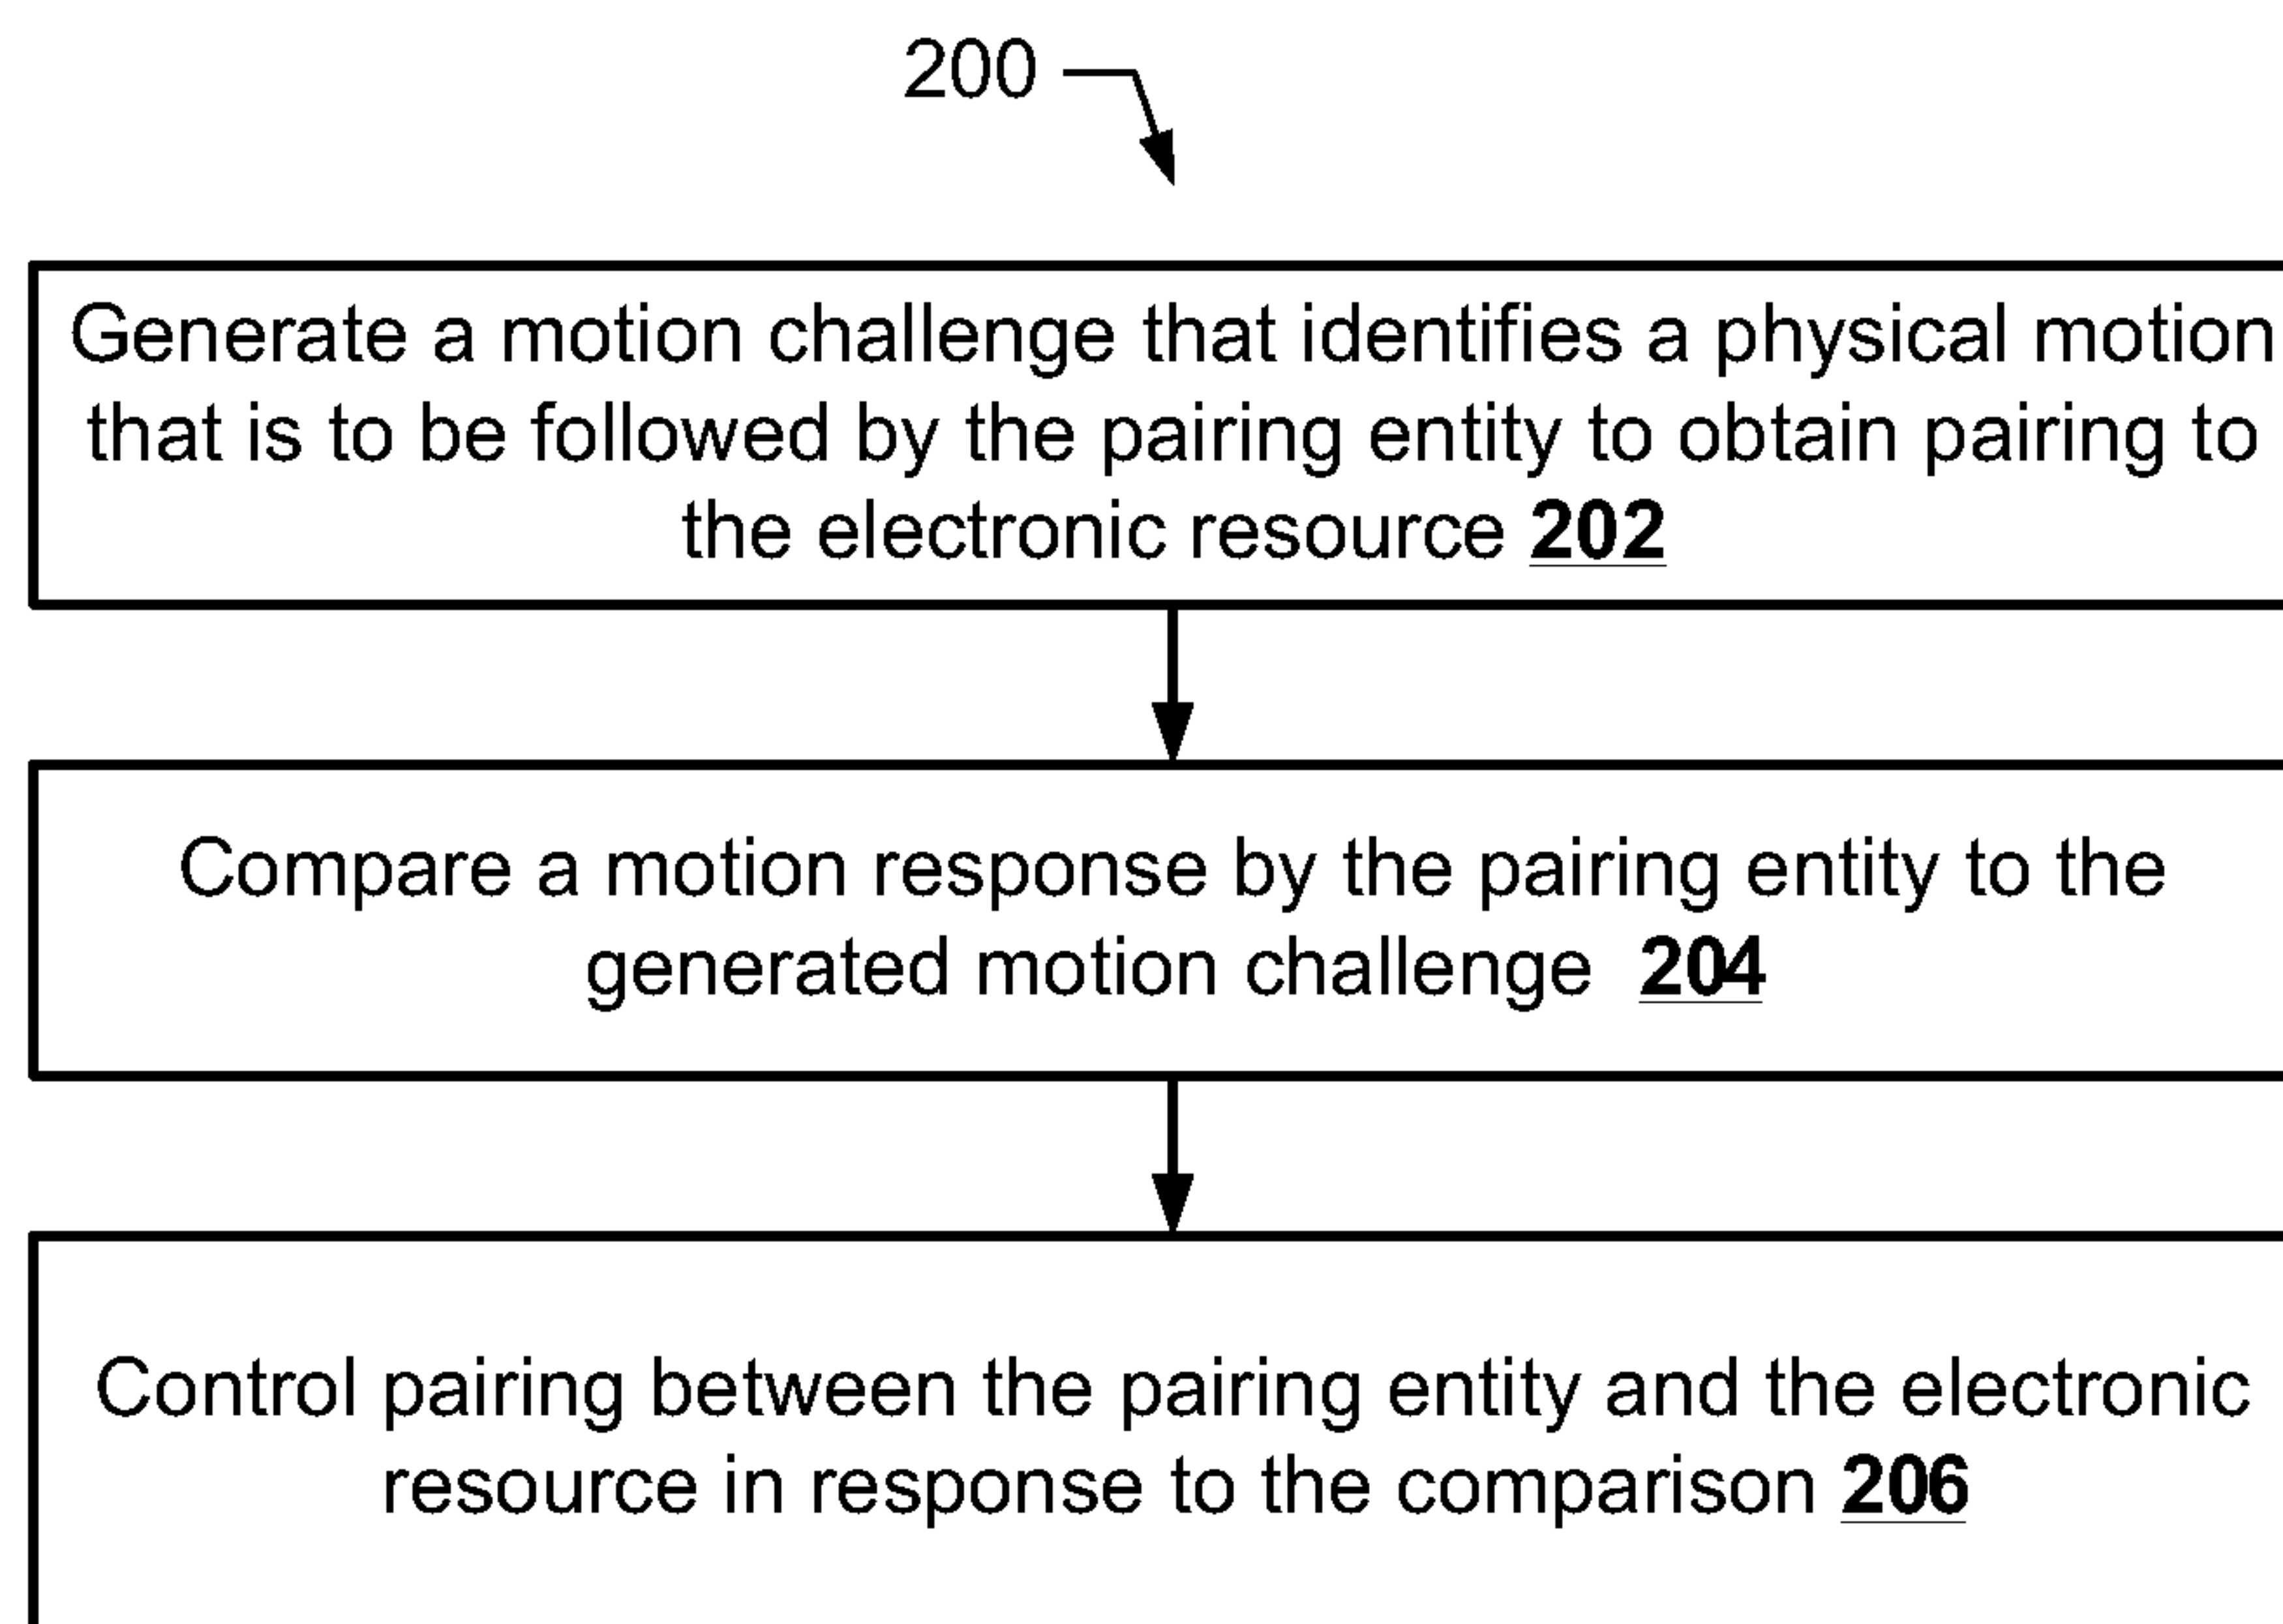 200
Generate a motion challenge that identifies a physical motion
that is to be followed by the pairing entity to obtain pairing to
the electronic resource 202
Compare a motion response by the pairing entity to the
generated motion challenge 204
Control pairing between the pairing entity and the electronic
resource in response to the comparison 206